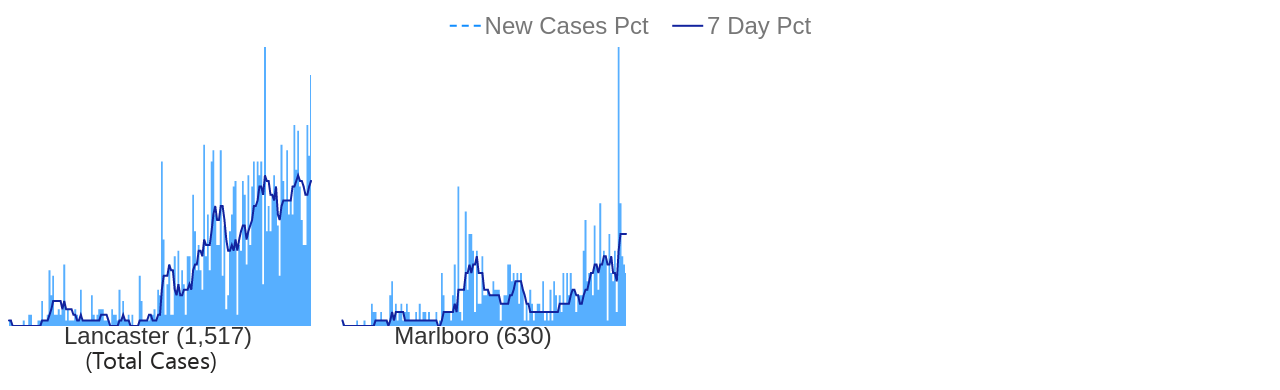 New Cases Pct 7 Day Pct
Lancaster (1,517) Marlboro (630)
(Total Cases)